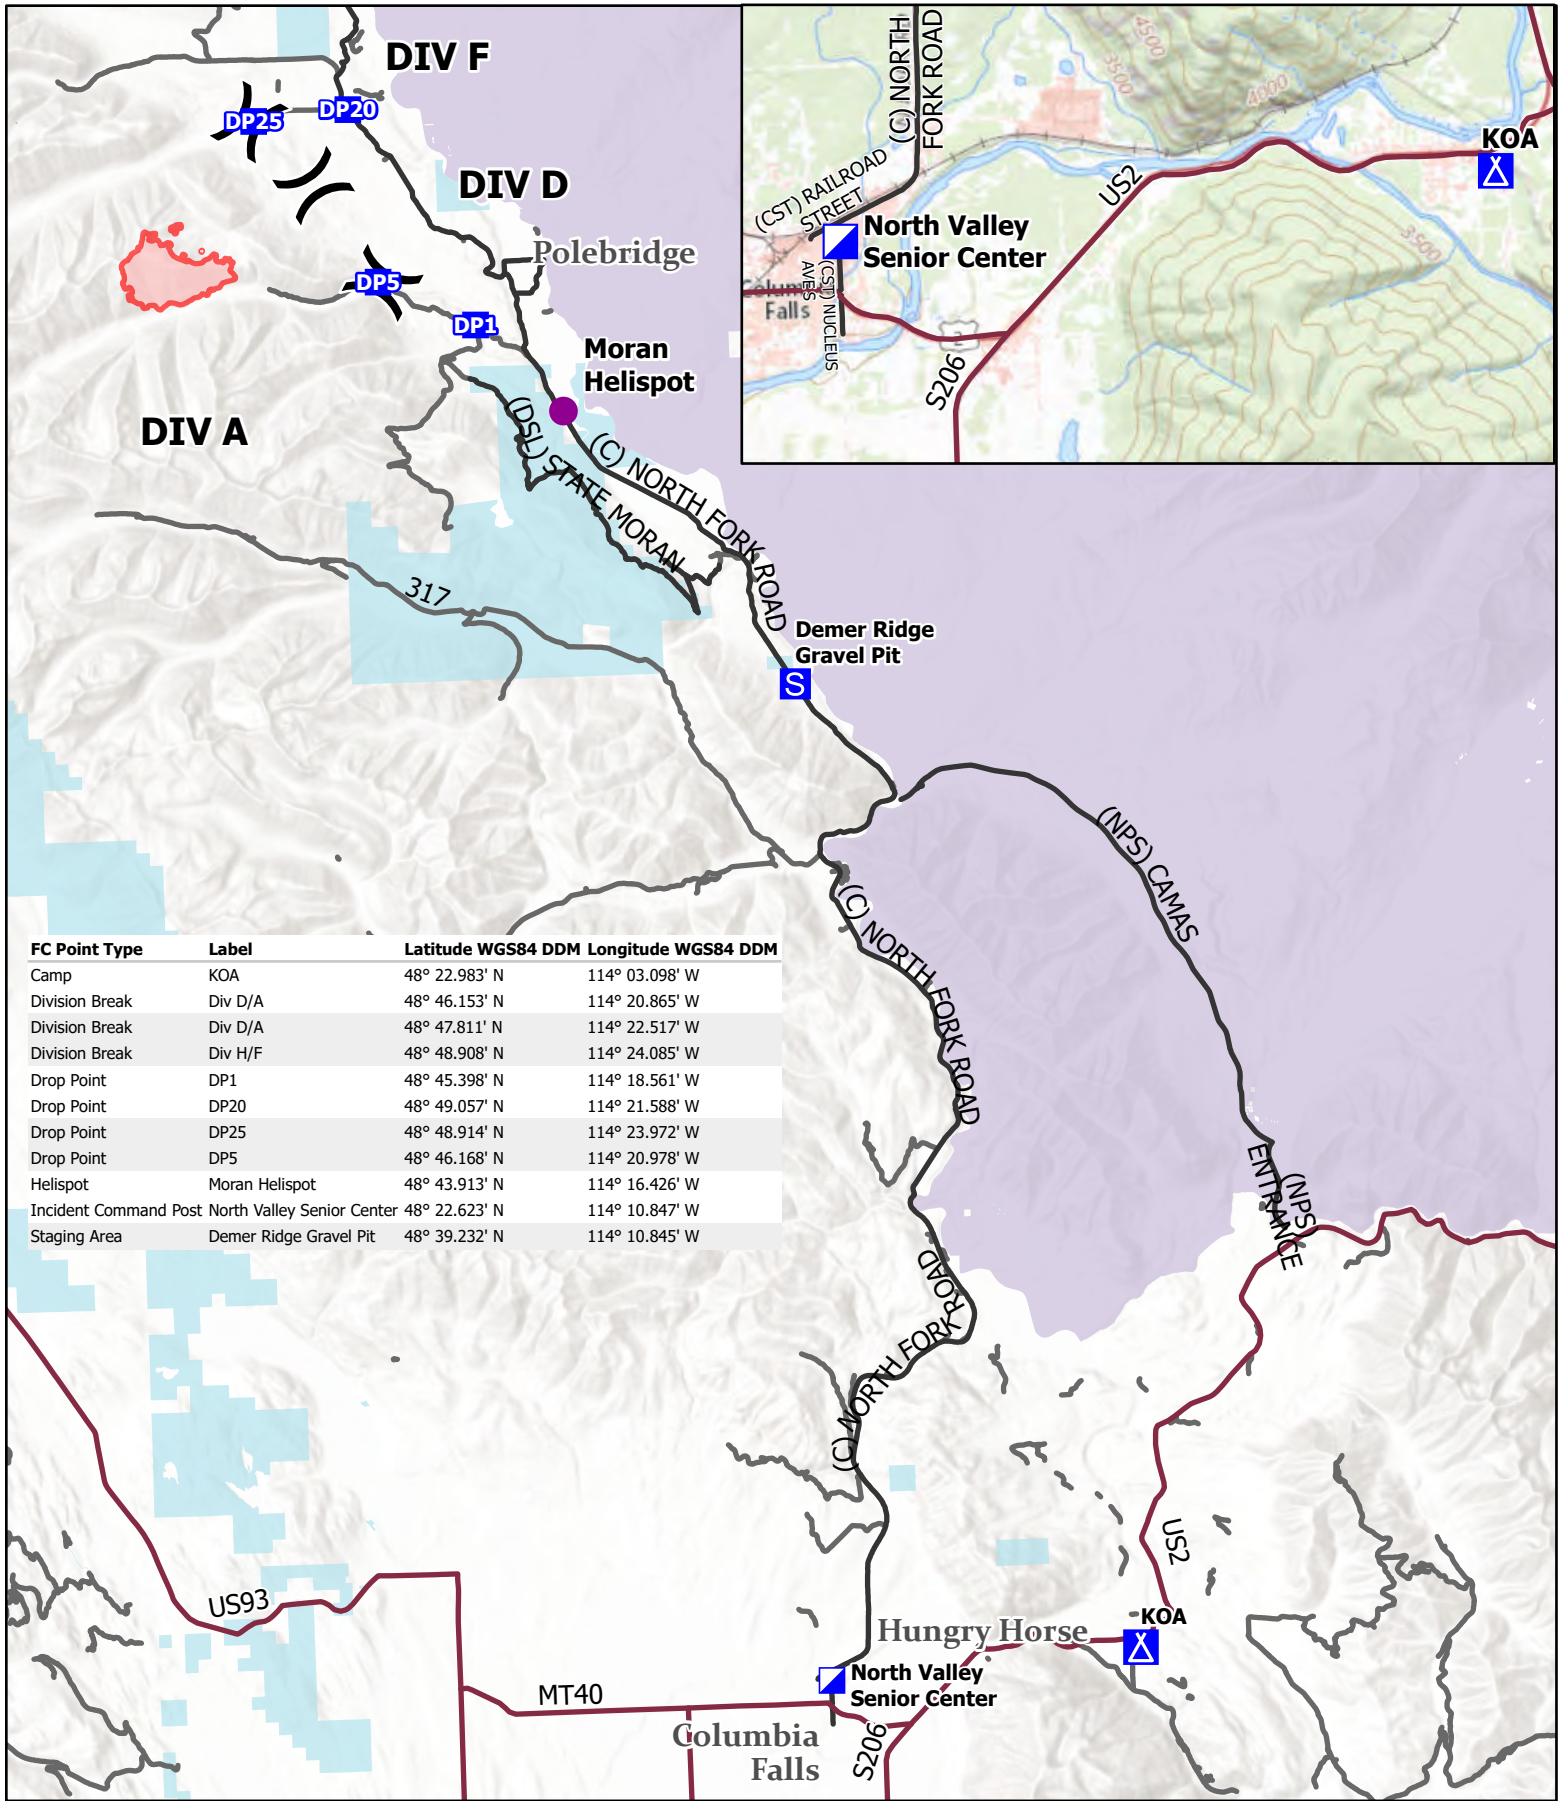 DIV F
DP25
DP20
DIV D
Polebridge
DP5
DP1
Moran
Helispot
DIV A
(DSL) STATE MORAN
(C) NORTH FORK ROAD
317
Demer Ridge
Gravel Pit
S
(C) NORTH
FORK ROAD
4500
3500
4000
KOA
(CST) RAILROAD
STREET
US2
North Valley
Senior Center
3500
(CST) NUCLEUS
AVE S
Colum
Falls
2
S206
(NPS) CAMAS
(C) NORTH FORK ROAD
FC Point Type Label Latitude WGS84 DDM Longitude WGS84 DDM
Camp KOA 48° 22.983' N 114° 03.098' W
Division Break Div D/A 48° 46.153' N 114° 20.865' W
Division Break Div D/A 48° 47.811' N 114° 22.517' W
Division Break Div H/F 48° 48.908' N 114° 24.085' W
Drop Point DP1 48° 45.398' N 114° 18.561' W
Drop Point DP20 48° 49.057' N 114° 21.588' W
Drop Point DP25 48° 48.914' N 114° 23.972' W
Drop Point DP5 48° 46.168' N 114° 20.978' W
Helispot Moran Helispot 48° 43.913' N 114° 16.426' W
Incident Command Post North Valley Senior Center 48° 22.623' N 114° 10.847' W
Staging Area Demer Ridge Gravel Pit 48° 39.232' N 114° 10.845' W
(NPS)
ENTRANCE
(C) NORTH FORK
ROAD
US2
US93
Hungry Horse
KOA
North Valley
Senior Center
MT40
Columbia
Falls
S206